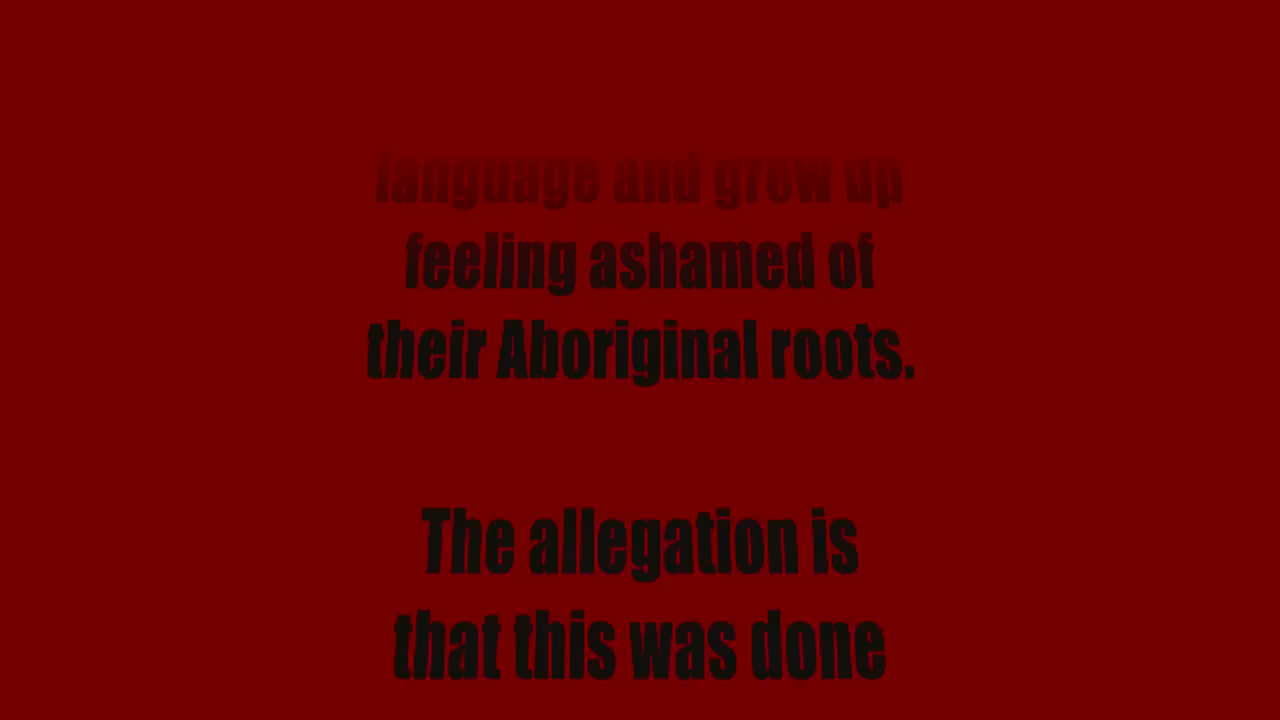 language and grew up
feeling ashamed of
their Aboriginal roots.
The allegation is
that this was done